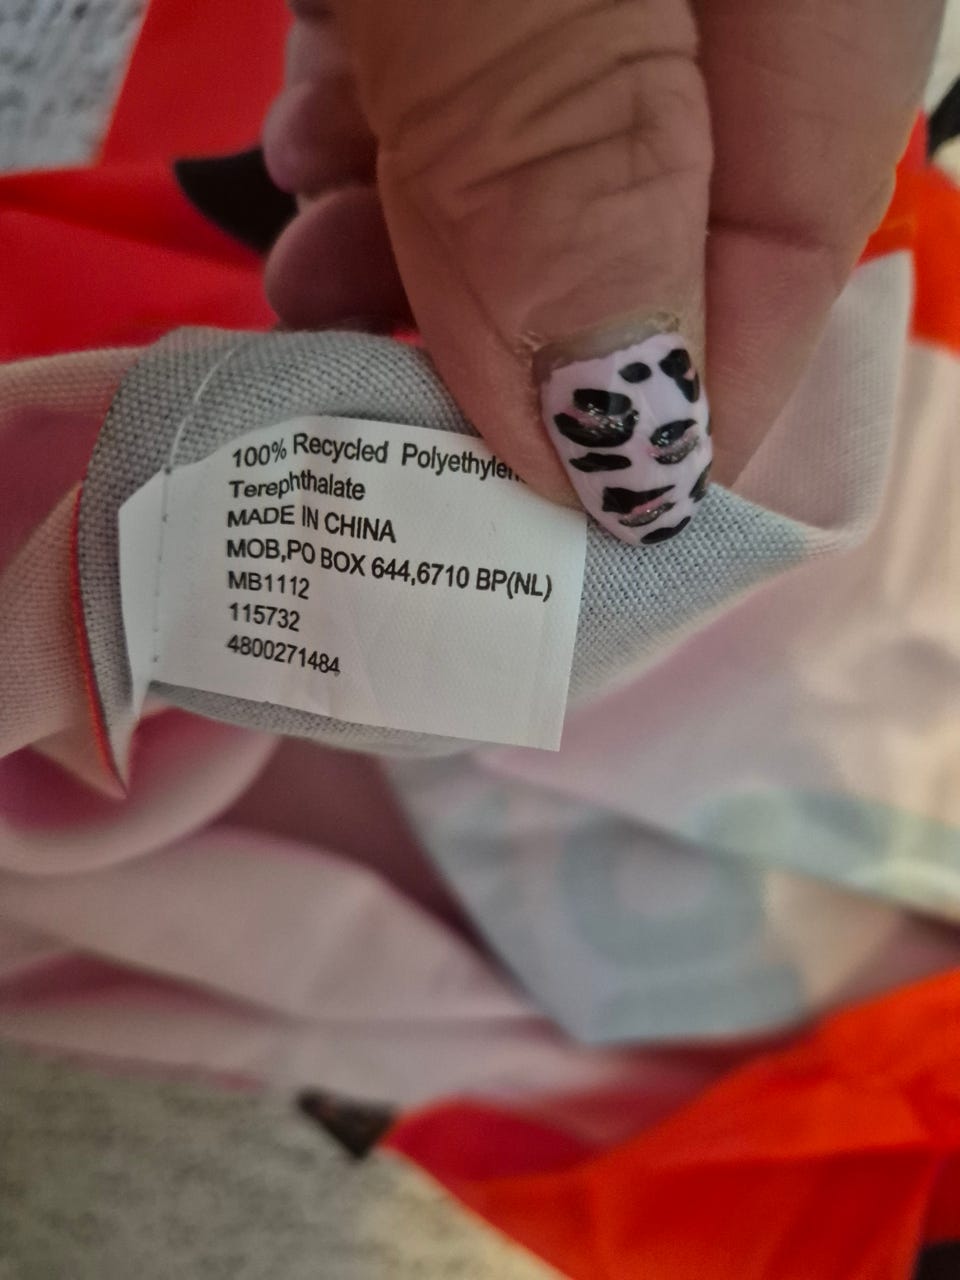 100% Recycled Polyethylen
Terephthalate
MADE IN CHINA
MOB,PO BOX 644,6710 BP(NL)
MB1112
115732
4800271484